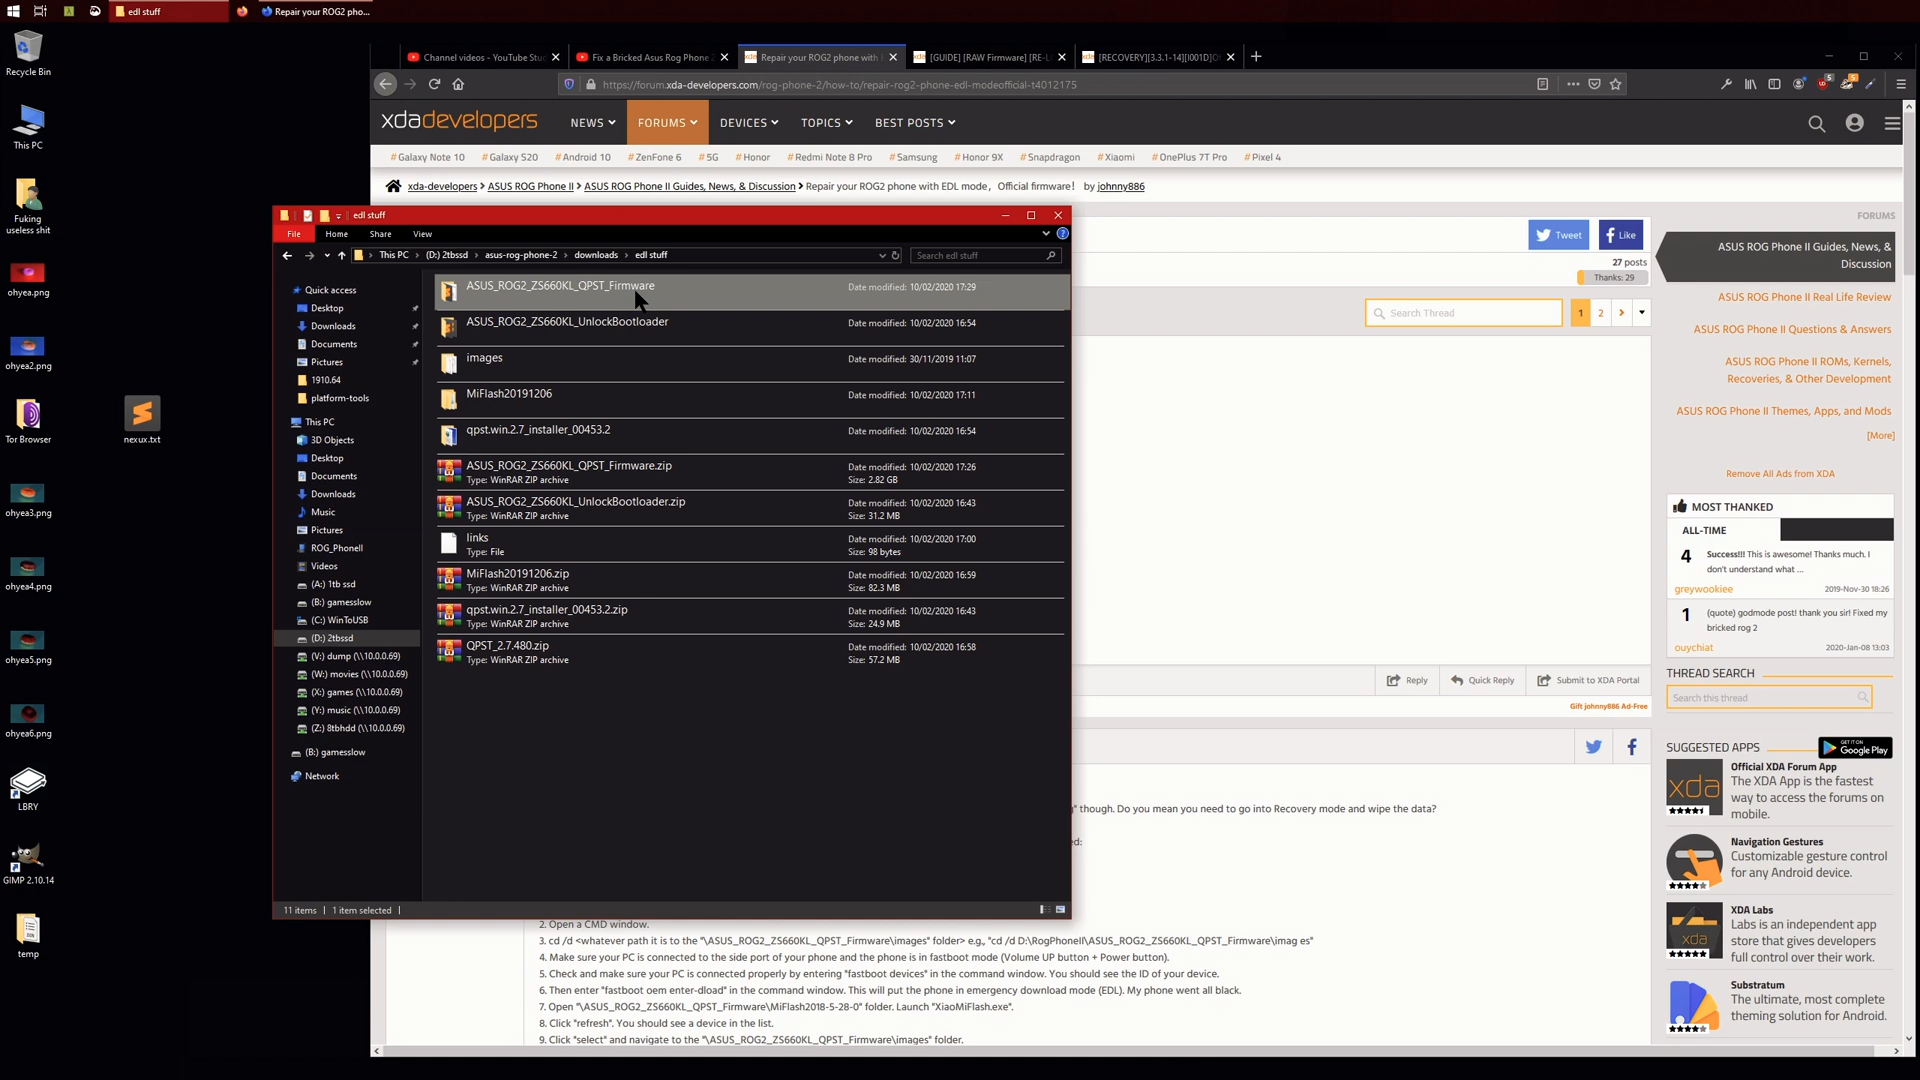 edl stuff
Repair your ROG2 pho...
Recycle Bin
This PC
Fuking useless shit
ohyea.png
ohyea2.png
Tor Browser
nexux.txt
ohyea3.png
ohyea4.png
ohyea5.png
ohyea6.png
LBRY
GIMP 2.10.14
temp
Channel videos - YouTube Stu
Fix a Bricked Asus Rog Phone
Repair your ROG2 phone with E
[GUIDE] [RAW Firmware] [RE-L
[RECOVERY][3.3.1-14][I001D][O
https://forum.xda-developers.com/rog-phone-2/how-to/repair-rog2-phone-edl-modeofficial-t4012175
xdadevelopers
NEWS
FORUMS
DEVICES
TOPICS
BEST POSTS
#Galaxy Note 10 #Galaxy S20 #Android 10 #ZenFone 6 #5G #Honor #Redmi Note 8 Pro #Samsung #Honor 9X #Snapdragon #Xiaomi #OnePlus 7T Pro #Pixel 4
xda-developers > ASUS ROG Phone II > ASUS ROG Phone II Guides, News, & Discussion > Repair your ROG2 phone with EDL mode，Official firmware! by johnny886
edl stuff
File Home Share View
This PC > (D:) 2tbssd > asus-rog-phone-2 > downloads > edl stuff
Search edl stuff
Quick access
Desktop
Downloads
Documents
Pictures
1910.64
platform-tools
This PC
3D Objects
Desktop
Documents
Downloads
Music
Pictures
ROG_PhoneII
Videos
(A:) 1tb ssd
(B:) gamesslow
(C:) WinToUSB
(D:) 2tbssd
(V:) dump (\\10.0.0.69)
(W:) movies (\\10.0.0.69)
(X:) games (\\10.0.0.69)
(Y:) music (\\10.0.0.69)
(Z:) 8tbhdd (\\10.0.0.69)
(B:) gamesslow
Network
ASUS_ROG2_ZS660KL_QPST_Firmware Date modified: 10/02/2020 17:29
ASUS_ROG2_ZS660KL_UnlockBootloader Date modified: 10/02/2020 16:54
images Date modified: 30/11/2019 11:07
MiFlash20191206 Date modified: 10/02/2020 17:11
qpst.win.2.7_installer_00453.2 Date modified: 10/02/2020 16:54
ASUS_ROG2_ZS660KL_QPST_Firmware.zip Date modified: 10/02/2020 17:26
Type: WinRAR ZIP archive Size: 2.82 GB
ASUS_ROG2_ZS660KL_UnlockBootloader.zip Date modified: 10/02/2020 16:43
Type: WinRAR ZIP archive Size: 31.2 MB
links Date modified: 10/02/2020 17:00
Type: File Size: 98 bytes
MiFlash20191206.zip Date modified: 10/02/2020 16:59
Type: WinRAR ZIP archive Size: 82.3 MB
qpst.win.2.7_installer_00453.2.zip Date modified: 10/02/2020 16:43
Type: WinRAR ZIP archive Size: 24.9 MB
QPST_2.7.480.zip Date modified: 10/02/2020 16:58
Type: WinRAR ZIP archive Size: 57.2 MB
11 items 1 item selected
Tweet
Like
27 posts
Thanks: 29
Search Thread
1
2
Reply
Quick Reply
Submit to XDA Portal
Gift johnny886 Ad-Free
" though. Do you mean you need to go into Recovery mode and wipe the data?
ed:
2. Open a CMD window.
3. cd /d <whatever path it is to the "\ASUS_ROG2_ZS660KL_QPST_Firmware\images" folder> e.g., "cd /d D:\RogPhoneII\ASUS_ROG2_ZS660KL_QPST_Firmware\imag es"
4. Make sure your PC is connected to the side port of your phone and the phone is in fastboot mode (Volume UP button + Power button).
5. Check and make sure your PC is connected properly by entering "fastboot devices" in the command window. You should see the ID of your device.
6. Then enter "fastboot oem enter-dload" in the command window. This will put the phone in emergency download mode (EDL). My phone went all black.
7. Open "\ASUS_ROG2_ZS660KL_QPST_Firmware\MiFlash2018-5-28-0" folder. Launch "XiaoMiFlash.exe".
8. Click "refresh". You should see a device in the list.
9. Click "select" and navigate to the "\ASUS_ROG2_ZS660KL_QPST_Firmware\images" folder.
FORUMS
ASUS ROG Phone II Guides, News, &
Discussion
ASUS ROG Phone II Real Life Review
ASUS ROG Phone II Questions & Answers
ASUS ROG Phone II ROMs, Kernels,
Recoveries, & Other Development
ASUS ROG Phone II Themes, Apps, and Mods
[More]
Remove All Ads from XDA
MOST THANKED
ALL-TIME
4 Success!!! This is awesome! Thanks much. I
don't understand what ...
greywookiee 2019-Nov-30 18:26
1 (quote) godmode post! thank you sir! Fixed my
bricked rog 2
ouychiat 2020-Jan-08 13:03
THREAD SEARCH
Search this thread
SUGGESTED APPS
GET IT ON
Google Play
xda
Official XDA Forum App
The XDA App is the fastest
way to access the forums on
mobile.
Navigation Gestures
Customizable gesture control
for any Android device.
xda
XDA Labs
Labs is an independent app
store that gives developers
full control over their work.
Substratum
The ultimate, most complete
theming solution for Android.